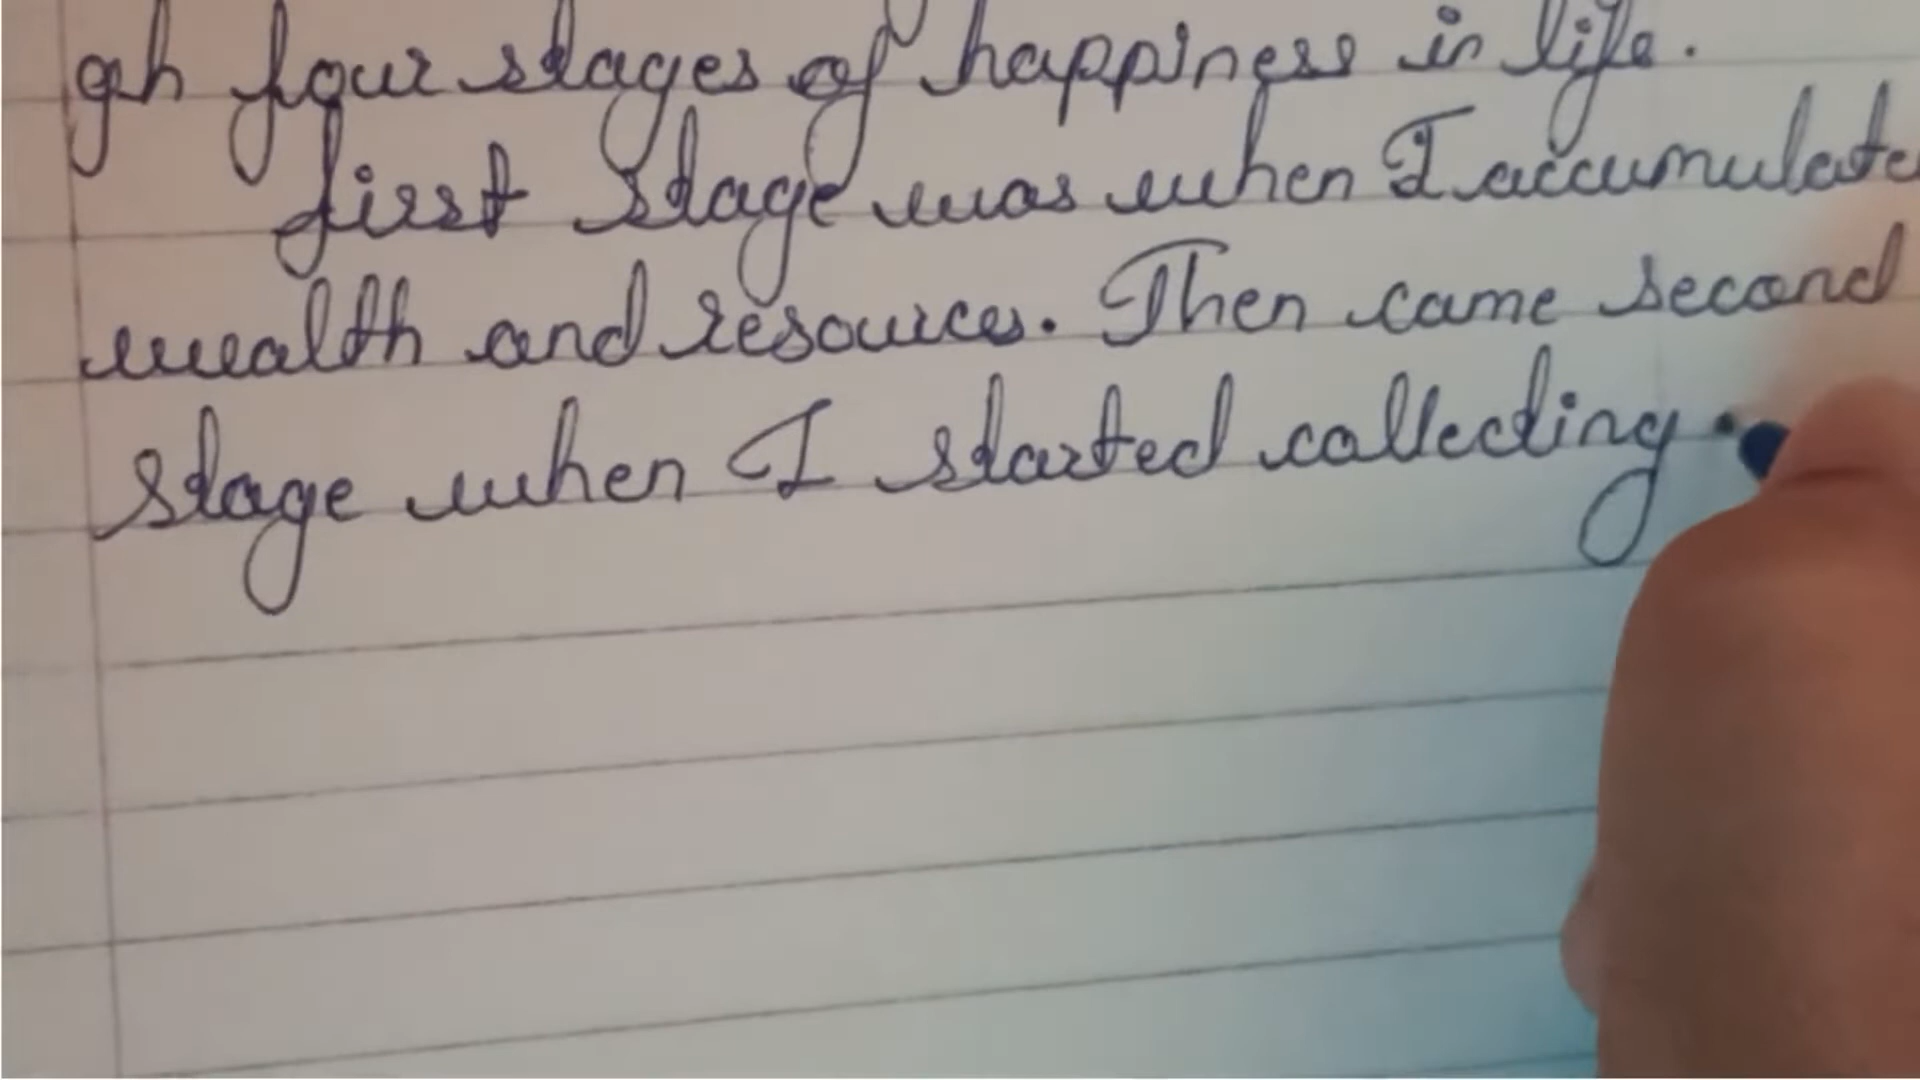 gh four stages of happiness in life.
first stage was when I accumulate
wealth and resources. Then came second
stage when I started collecting